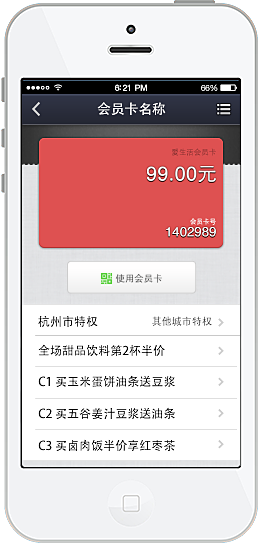 6:21 PM 66%
会员卡名称
爱生活会员卡
99.00元
会员卡号
1402989
使用会员卡
杭州市特权 其他城市特权
全场甜品饮料第2杯半价
C1 买玉米蛋饼油条送豆浆
C2 买五谷姜汁豆浆送油条
C3 买卤肉饭半价享红枣茶